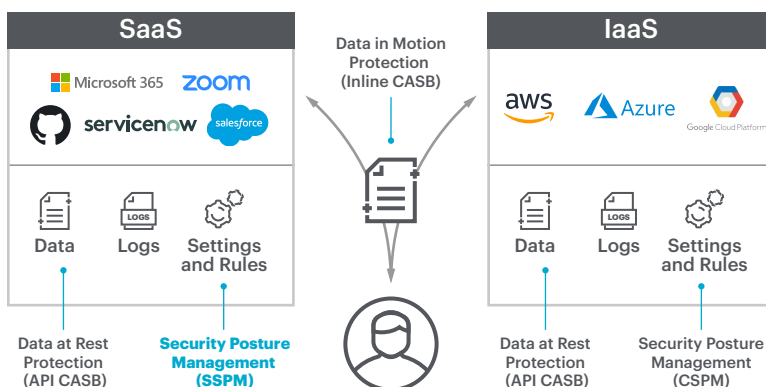 SaaS
Microsoft 365
zoom
servicenow
salesforce
Data
LOGS
Logs
Settings
and Rules
Data at Rest
Protection
(API CASB)
Security Posture
Management
(SSPM)
Data in Motion
Protection
(Inline CASB)
IaaS
aws
Azure
Google Cloud Platform
Data
LOGS
Logs
Settings
and Rules
Data at Rest
Protection
(API CASB)
Security Posture
Management
(CSPM)